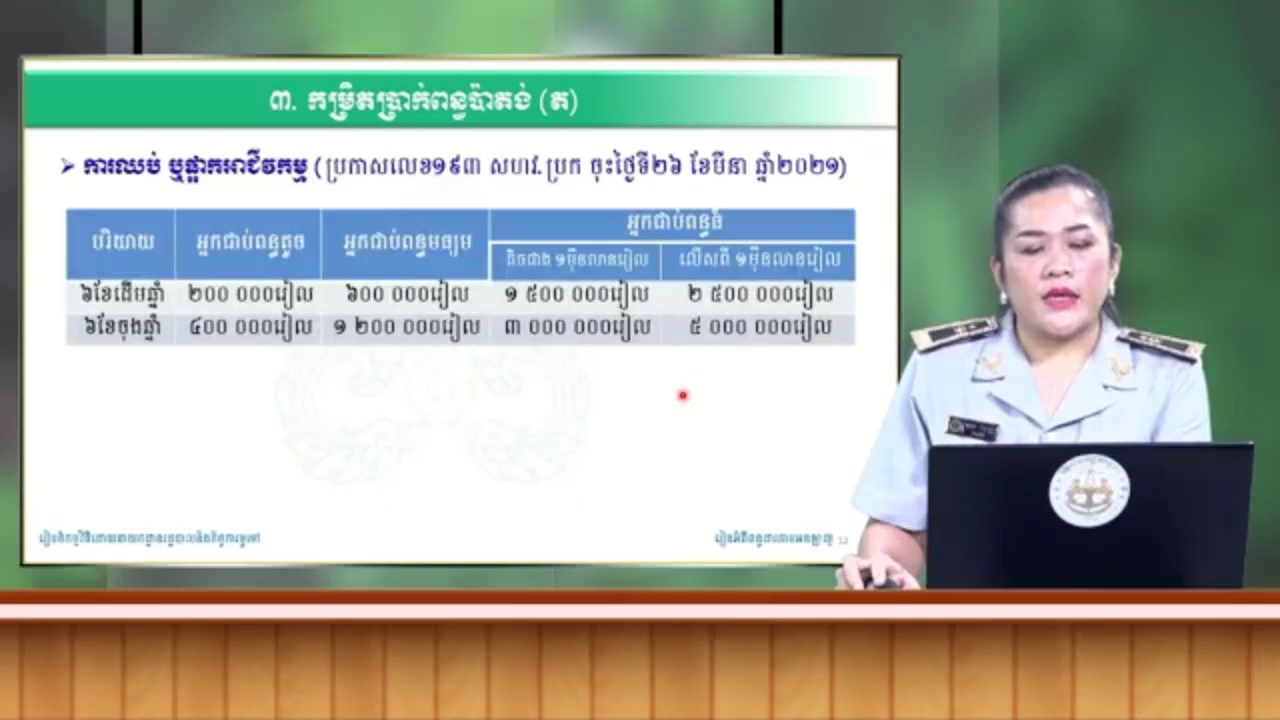 ៣. កម្រិតប្រាក់ពន្ធប៉ាតង់ (ត)
➢ ការឈប់ ឬផ្អាកអាជីវកម្ម (ប្រកាសលេខ១៩៣ សហវ.ប្រក ចុះថ្ងៃទី២៦ ខែមីនា ឆ្នាំ២០២១)
បរិយាយ អ្នកជាប់ពន្ធតូច អ្នកជាប់ពន្ធមធ្យម អ្នកជាប់ពន្ធធំ
តិចជាង ១ម៉ឺនលានរៀល លើសពី ១ម៉ឺនលានរៀល
៦ខែដើមឆ្នាំ ២០០ ០០០រៀល ៦០០ ០០០រៀល ១ ៥០០ ០០០រៀល ២ ៥០០ ០០០រៀល
៦ខែចុងឆ្នាំ ៤០០ ០០០រៀល ១ ២០០ ០០០រៀល ៣ ០០០ ០០០រៀល ៥ ០០០ ០០០រៀល
12